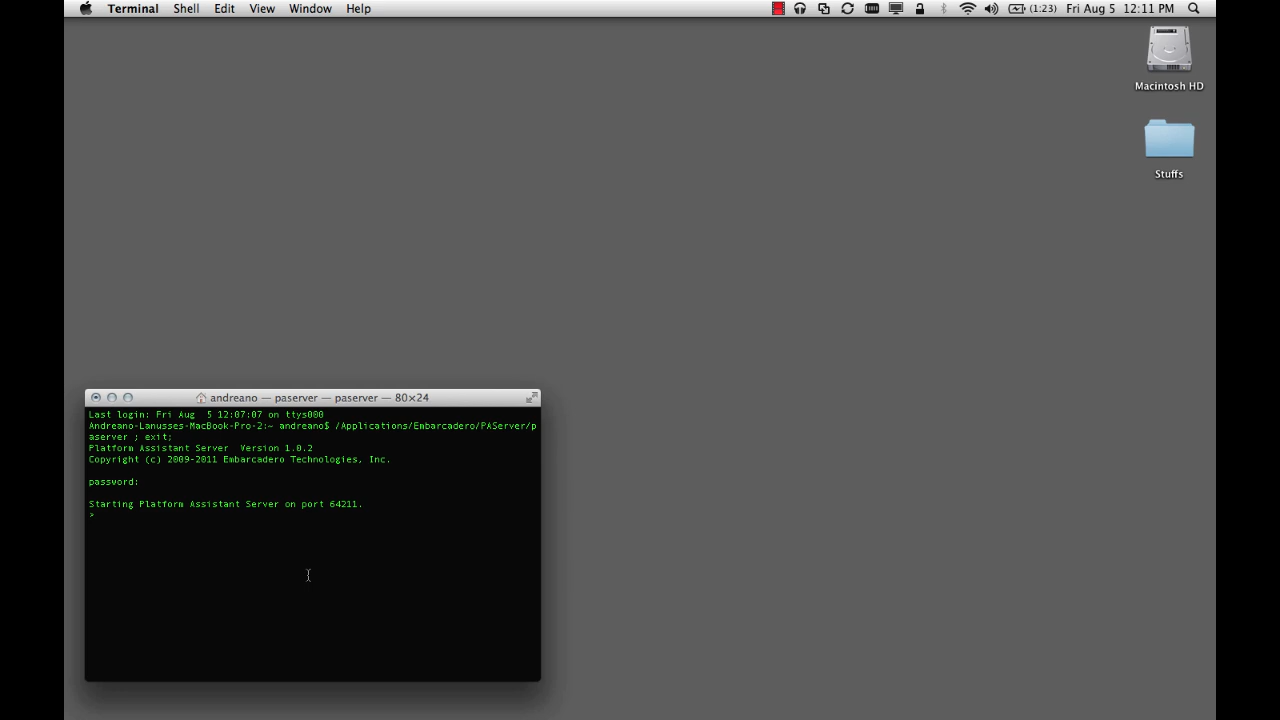 Terminal Shell Edit View Window Help (1:23) Fri Aug 5 12:11 PM
Macintosh HD
Stuffs
andreano — paserver — paserver — 80×24
Last login: Fri Aug  5 12:07:07 on ttys000
Andreano-Lanusses-MacBook-Pro-2:~ andreano$ /Applications/Embarcadero/PAServer/p
aserver ; exit;
Platform Assistant Server  Version 1.0.2
Copyright (c) 2009-2011 Embarcadero Technologies, Inc.
password:
Starting Platform Assistant Server on port 64211.
>